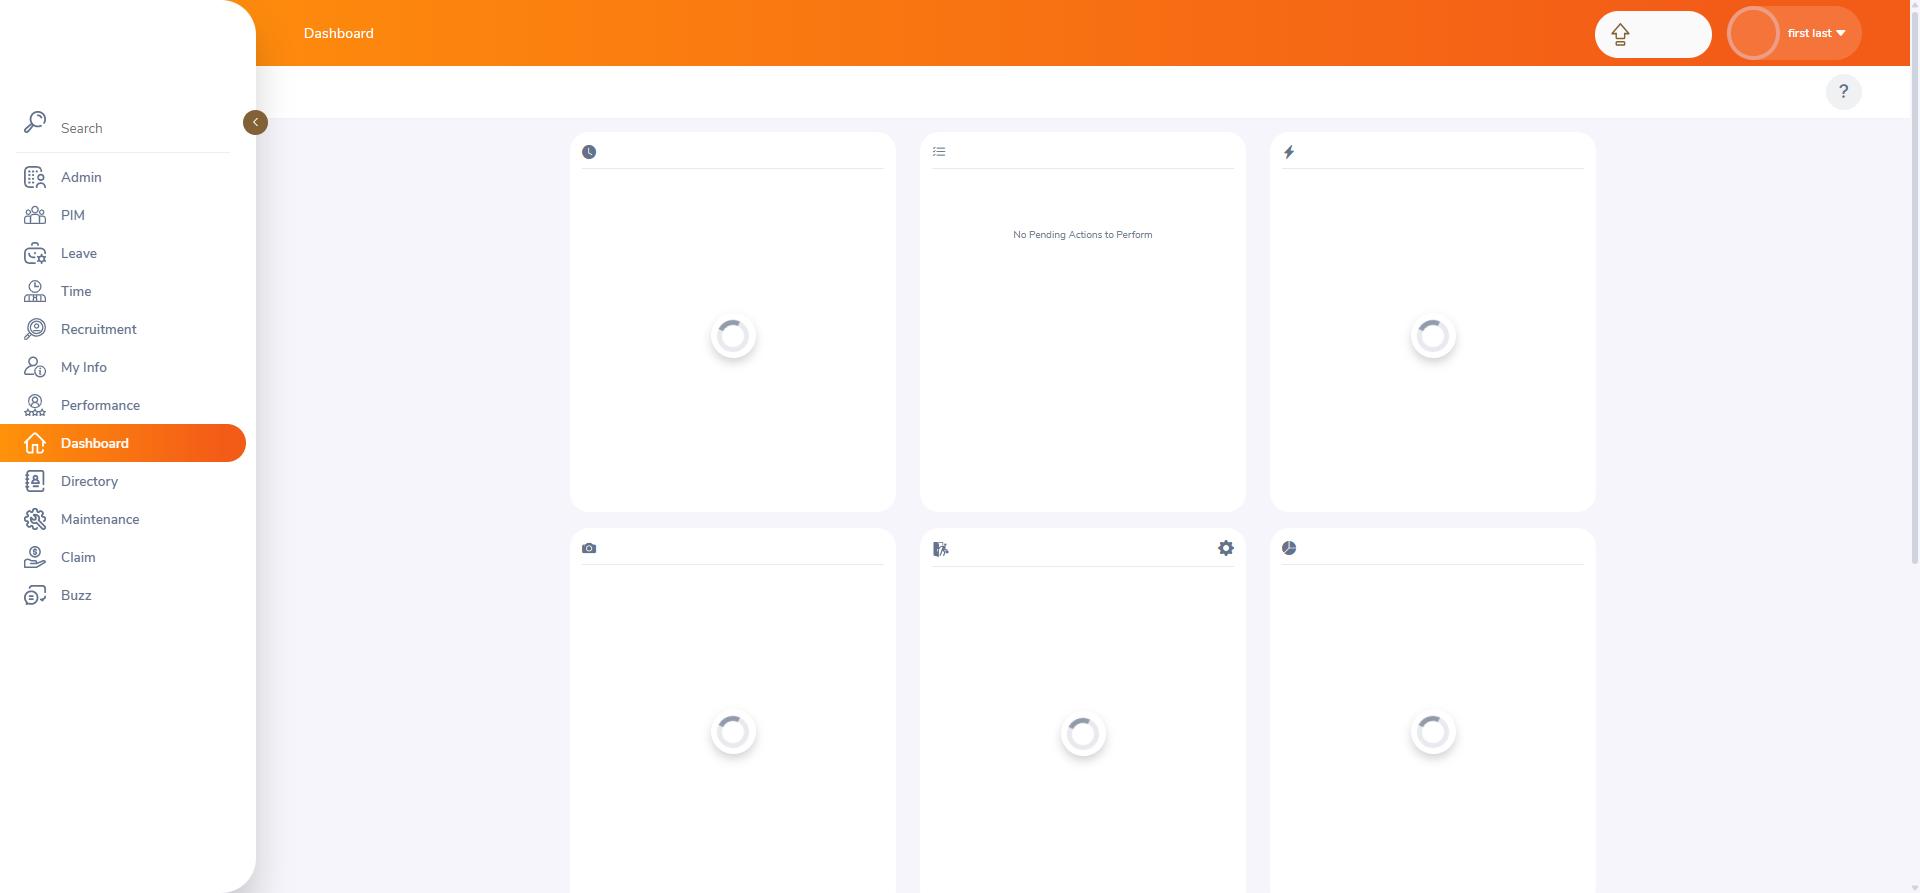 Dashboard
first last
?
Search
Admin
PIM
Leave
Time
Recruitment
My Info
Performance
Dashboard
Directory
Maintenance
Claim
Buzz
No Pending Actions to Perform